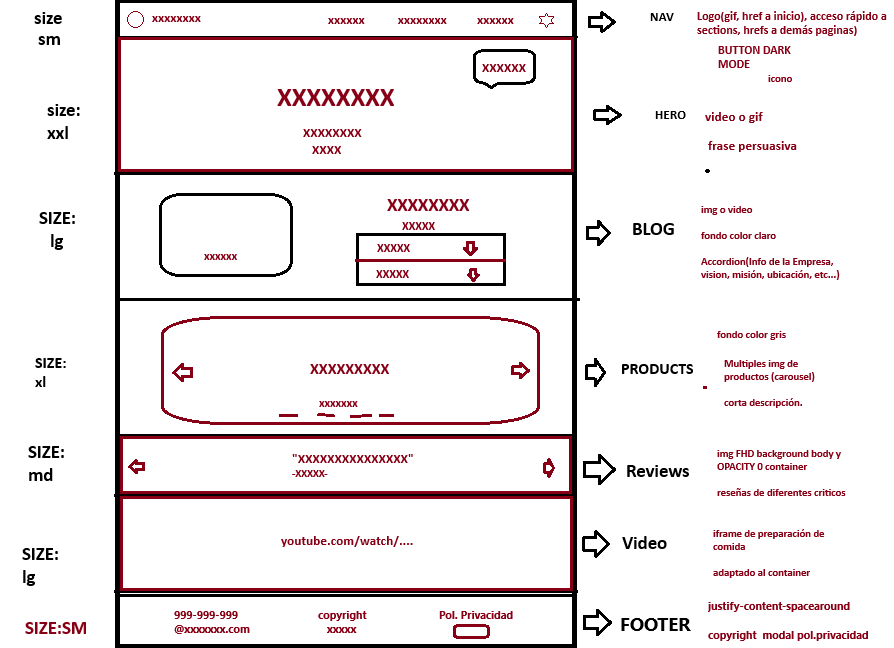 size
sm
xxxxxxxx
xxxxxx
xxxxxxxx
xxxxxx
NAV
Logo(gif, href a inicio), acceso rápido a
sections, hrefs a demás paginas)
BUTTON DARK
MODE
icono
size:
xxl
XXXXXX
XXXXXXXX
XXXXXXXX
XXXX
HERO
video o gif
frase persuasiva
SIZE:
lg
xxxxxx
XXXXXXXX
XXXXX
XXXXX
XXXXX
BLOG
img o video
fondo color claro
Accordion(Info de la Empresa,
vision, misión, ubicación, etc...)
SIZE:
xl
XXXXXXXXX
xxxxxxx
PRODUCTS
fondo color gris
Multiples img de
productos (carousel)
corta descripción.
SIZE:
md
"XXXXXXXXXXXXXXX"
-XXXXX-
Reviews
img FHD background body y
OPACITY 0 container
reseñas de diferentes criticos
SIZE:
lg
youtube.com/watch/....
Video
iframe de preparación de
comida
adaptado al container
SIZE:SM
999-999-999
@xxxxxxx.com
copyright
xxxxx
Pol. Privacidad
FOOTER
justify-content-spacearound
copyright modal pol.privacidad